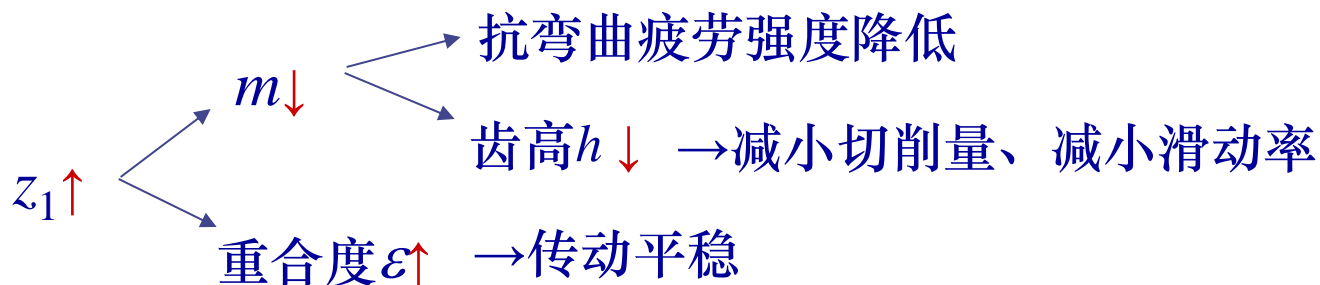 抗弯曲疲劳强度降低
m↓
齿高h ↓ →减小切削量、减小滑动率
z₁↑
重合度ε↑ →传动平稳